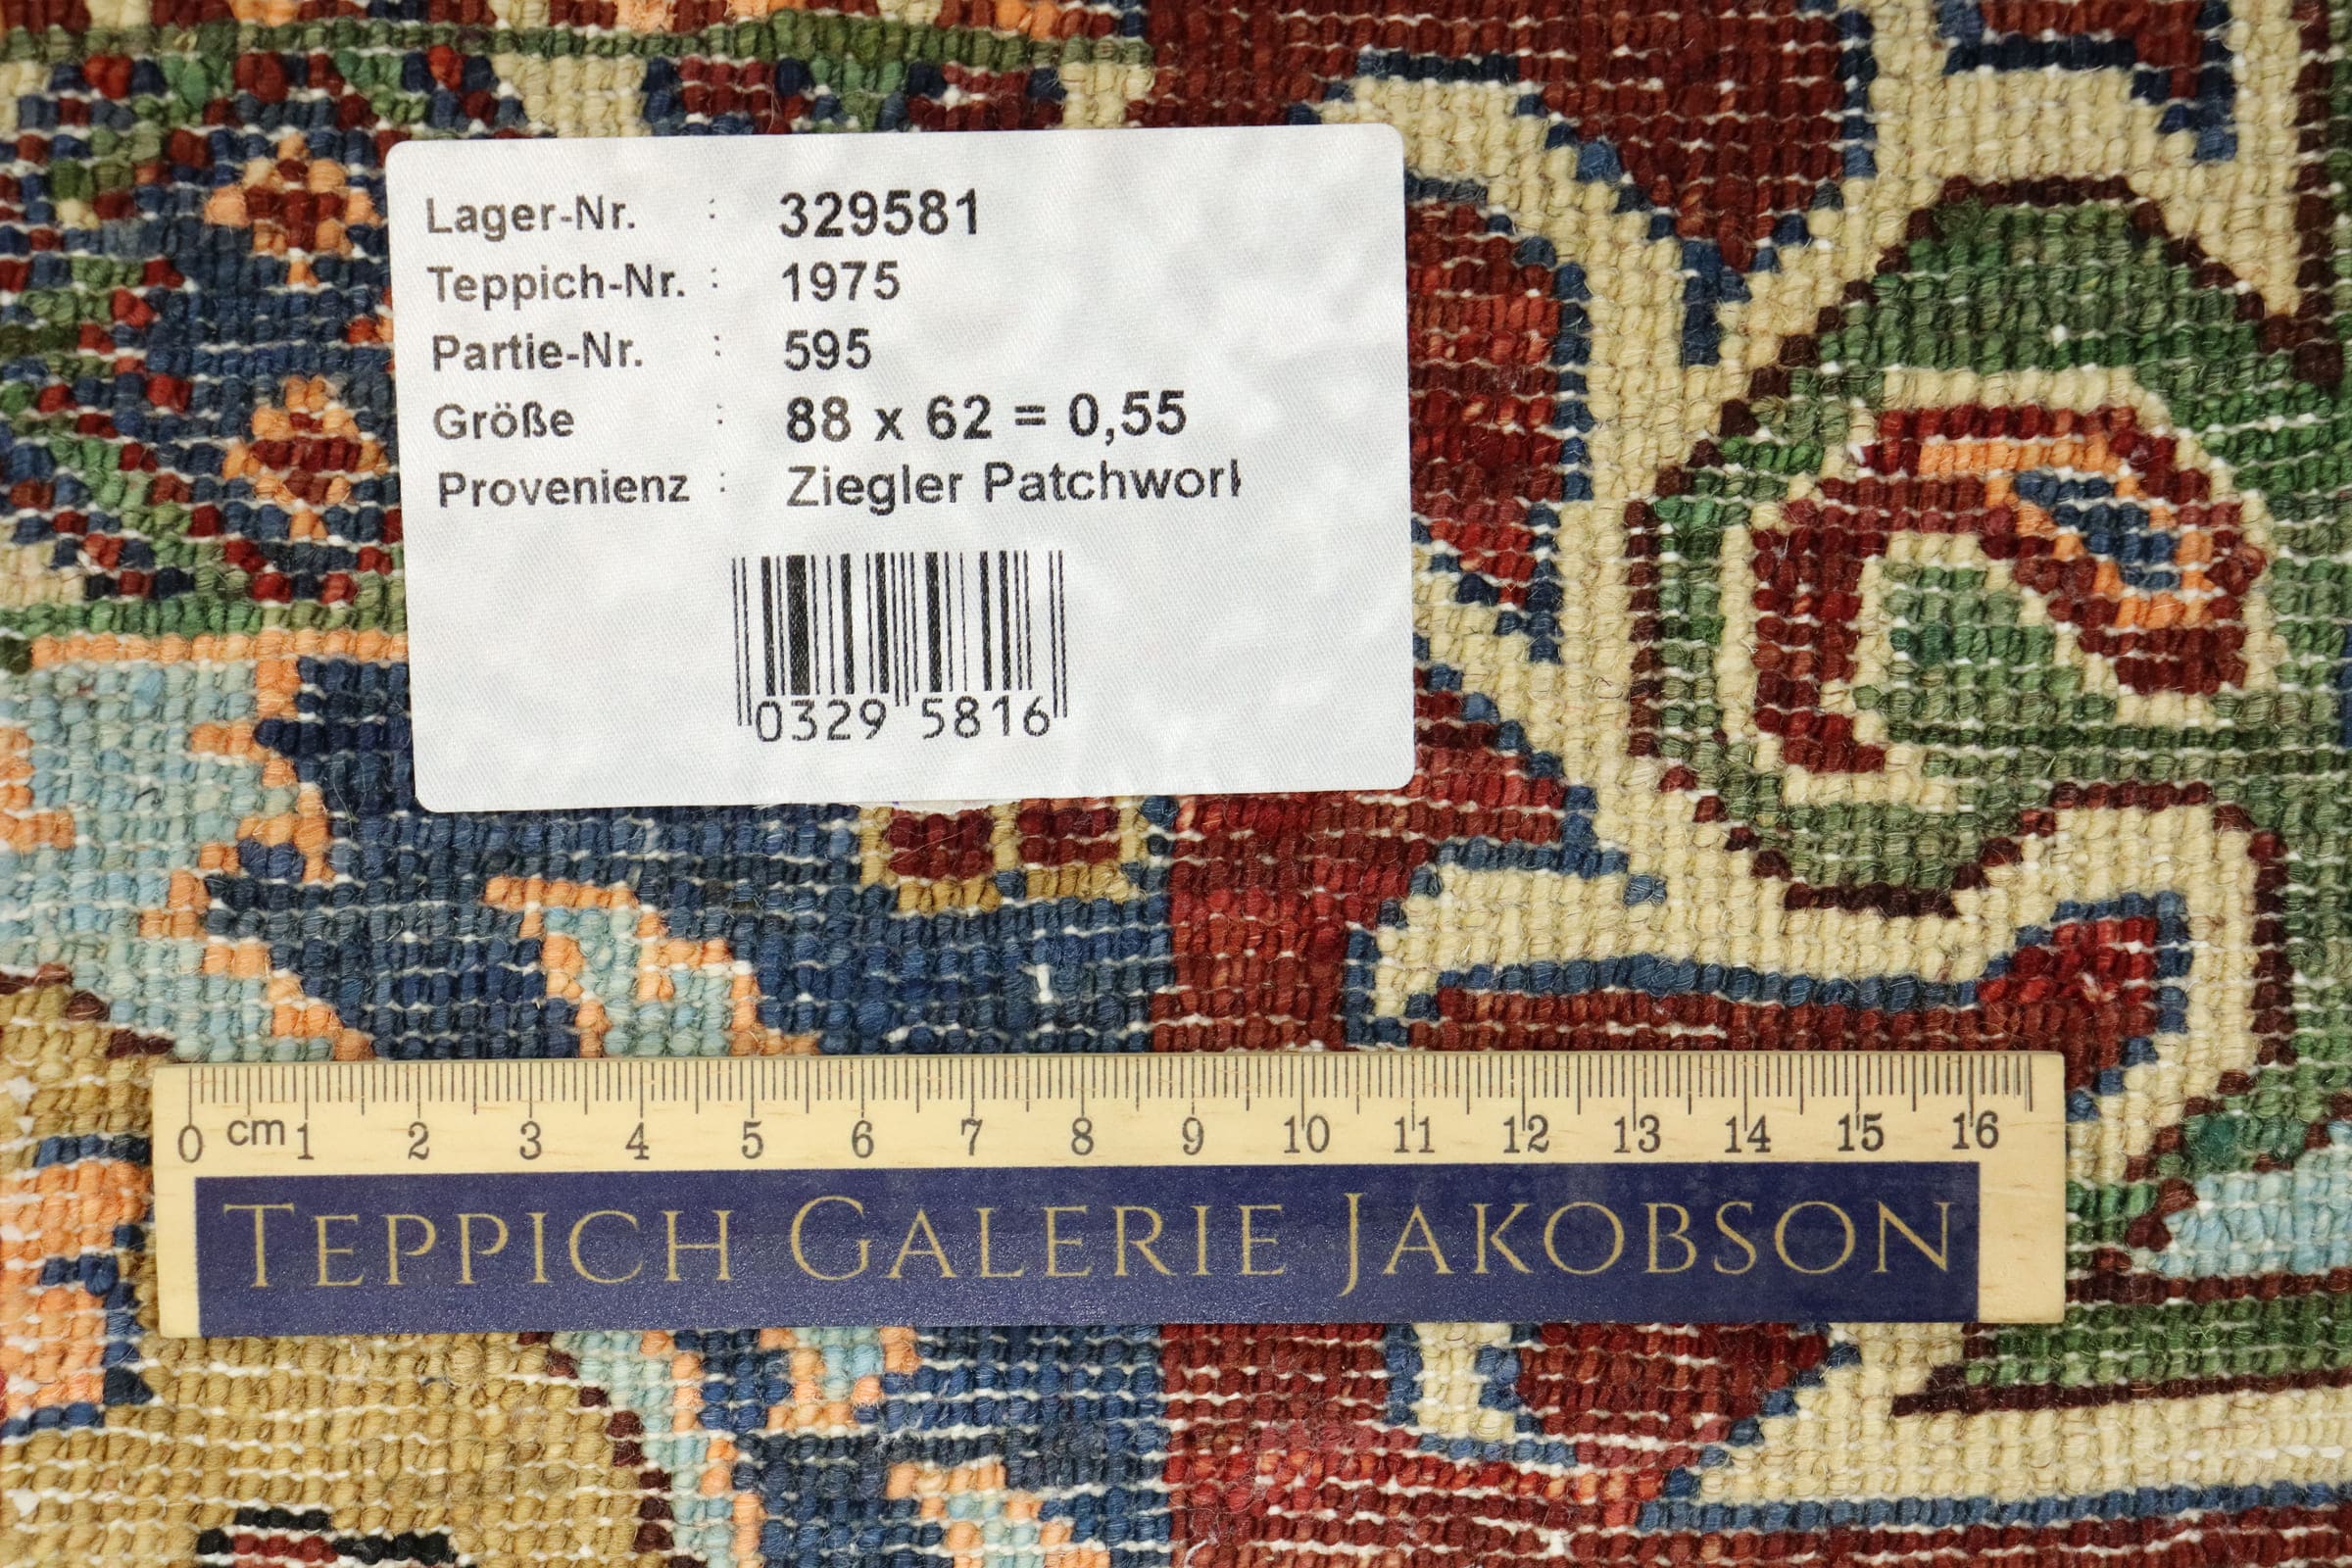 Lager-Nr. : 329581
Teppich-Nr. : 1975
Partie-Nr. : 595
Größe : 88 x 62 = 0,55
Provenienz : Ziegler Patchwork
0329 5816
0 cm 1 2 3 4 5 6 7 8 9 10 11 12 13 14 15 16
TEPPICH GALERIE JAKOBSON